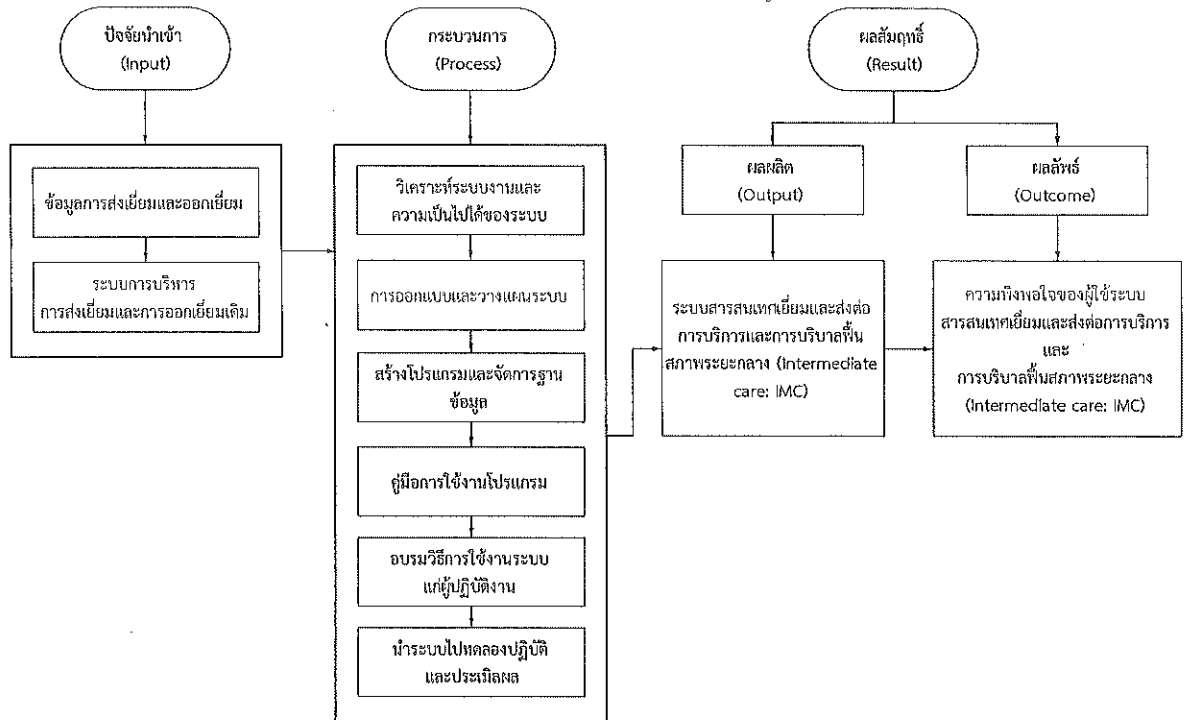 ปัจจัยนำเข้า
(Input)
ข้อมูลการส่งเยี่ยมและออกเยี่ยม
ระบบการบริหาร
การส่งเยี่ยมและการออกเยี่ยมเดิม
กระบวนการ
(Process)
วิเคราะห์ระบบงานและ
ความเป็นไปได้ของระบบ
การออกแบบและวางแผนระบบ
สร้างโปรแกรมและจัดการฐาน
ข้อมูล
คู่มือการใช้งานโปรแกรม
อบรมวิธีการใช้งานระบบ
แก่ผู้ปฏิบัติงาน
นำระบบไปทดลองปฏิบัติ
และประเมิลผล
ผลสัมฤทธิ์
(Result)
ผลผลิต
(Output)
ระบบสารสนเทศเยี่ยมและส่งต่อ
การบริการและการบริบาลฟื้น
สภาพระยะกลาง (Intermediate
care: IMC)
ผลลัพธ์
(Outcome)
ความพึงพอใจของผู้ใช้ระบบ
สารสนเทศเยี่ยมและส่งต่อการบริการ
และ
การบริบาลฟื้นสภาพระยะกลาง
(Intermediate care: IMC)